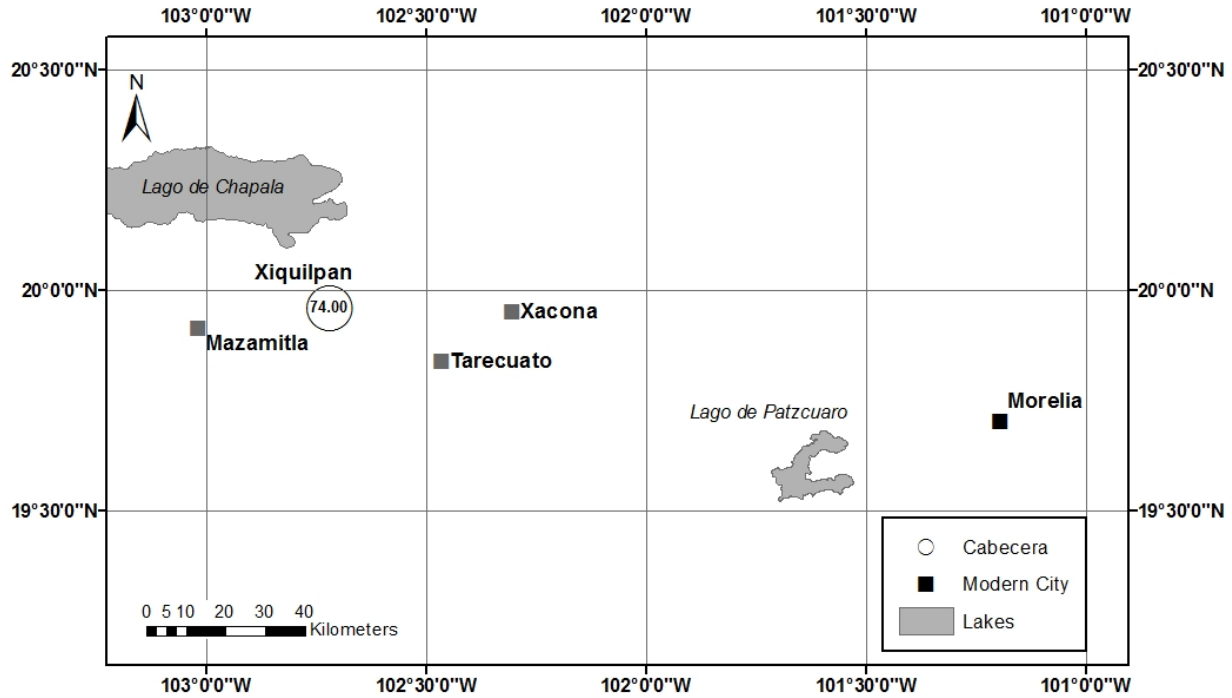 103°0'0"W 102°30'0"W 102°0'0"W 101°30'0"W 101°0'0"W
20°30'0"N 20°30'0"N
N
Lago de Chapala
Xiquilpan
20°0'0"N 20°0'0"N
74.00
Xacona
Mazamitla
Tarecuato
Morelia
Lago de Patzcuaro
19°30'0"N 19°30'0"N
Cabecera
Modern City
Lakes
0 5 10 20 30 40
Kilometers
103°0'0"W 102°30'0"W 102°0'0"W 101°30'0"W 101°0'0"W